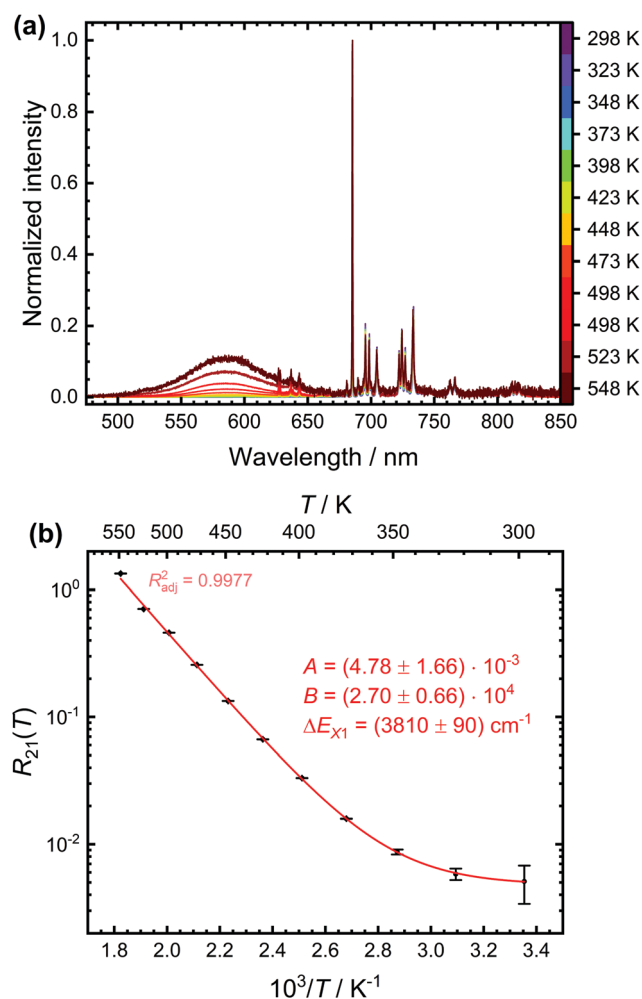 (a)
1.0
0.8
0.6
0.4
0.2
0.0
Normalized intensity
500 550 600 650 700 750 800 850
Wavelength / nm
298 K
323 K
348 K
373 K
398 K
423 K
448 K
473 K
498 K
498 K
523 K
548 K
(b)
T / K
550 500 450 400 350 300
10⁰
10⁻¹
10⁻²
R₂₁(T)
R²adj = 0.9977
A = (4.78 ± 1.66) · 10⁻³
B = (2.70 ± 0.66) · 10⁴
ΔE_X1 = (3810 ± 90) cm⁻¹
1.8 2.0 2.2 2.4 2.6 2.8 3.0 3.2 3.4
10³/T / K⁻¹